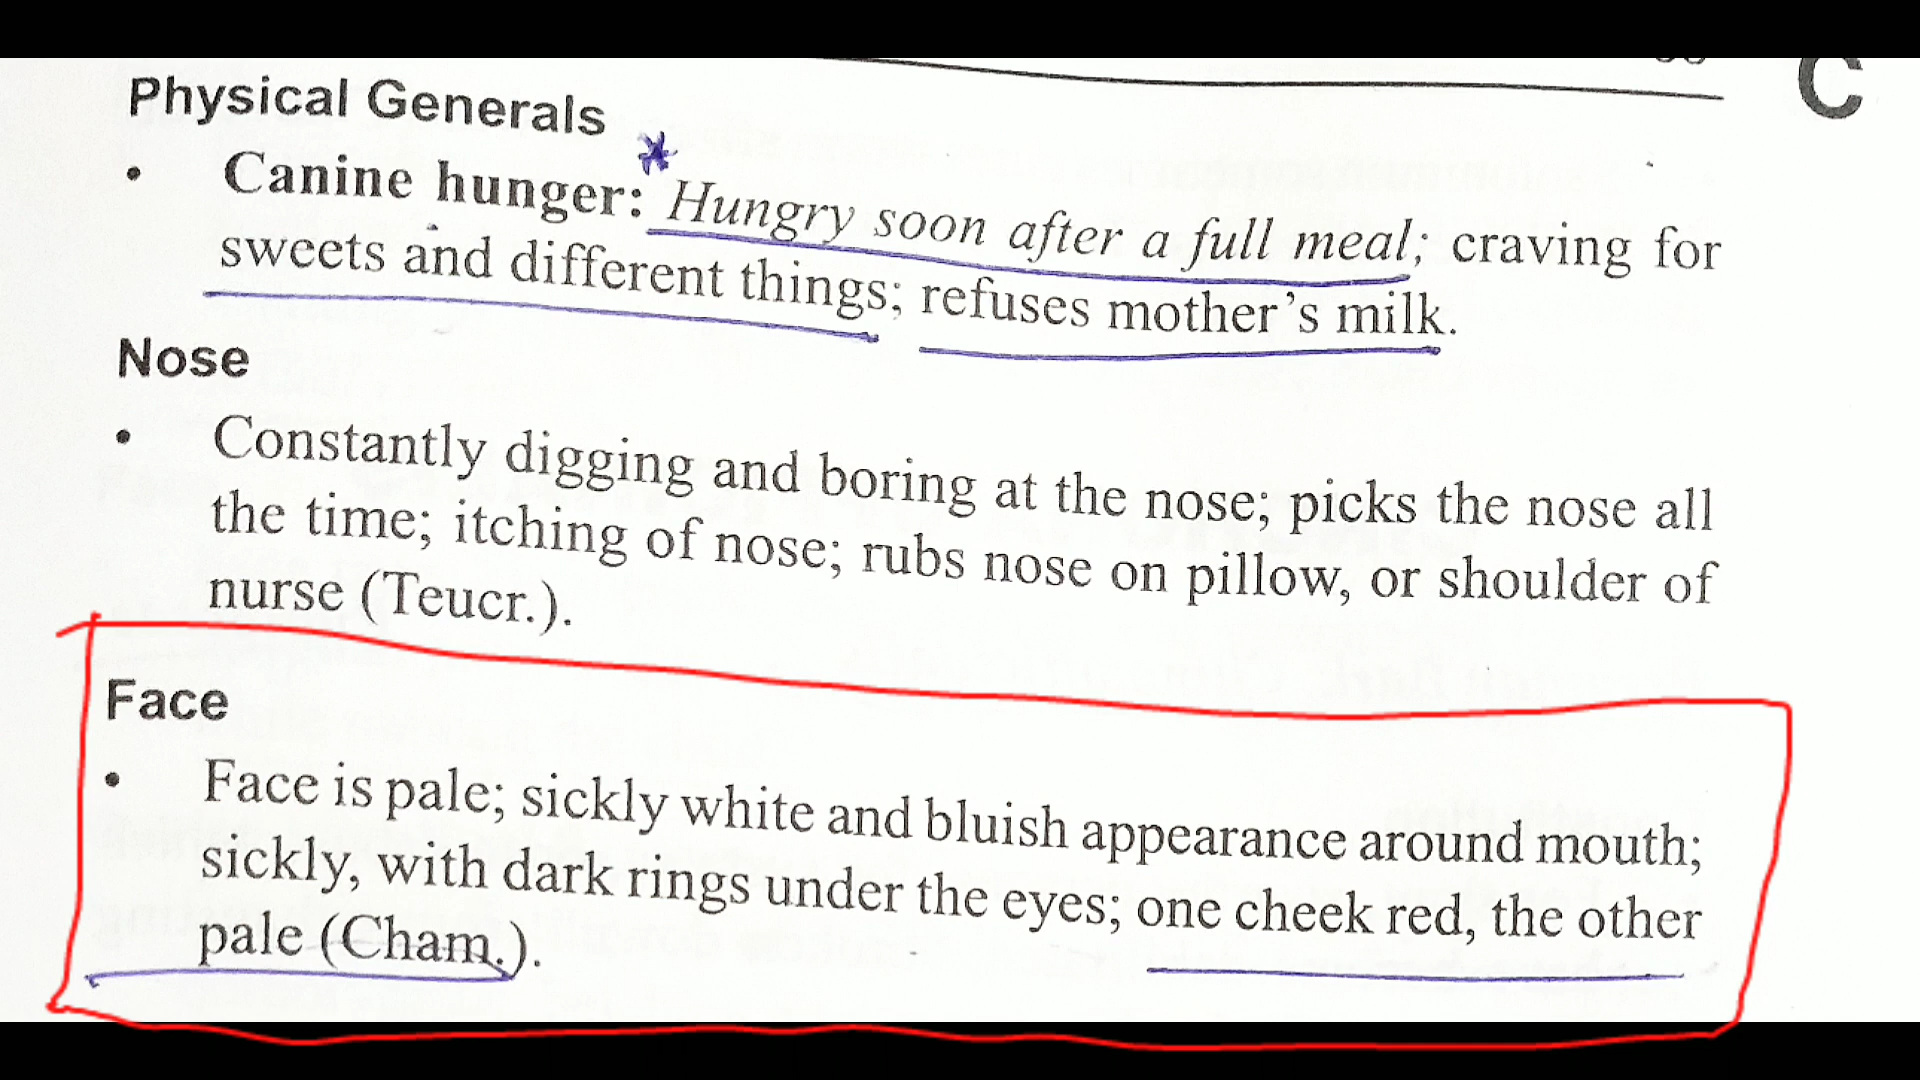 C
Physical Generals
• Canine hunger: Hungry soon after a full meal; craving for
sweets and different things; refuses mother's milk.
Nose
• Constantly digging and boring at the nose; picks the nose all
the time; itching of nose; rubs nose on pillow, or shoulder of
nurse (Teucr.).
Face
• Face is pale; sickly white and bluish appearance around mouth;
sickly, with dark rings under the eyes; one cheek red, the other
pale (Cham.).